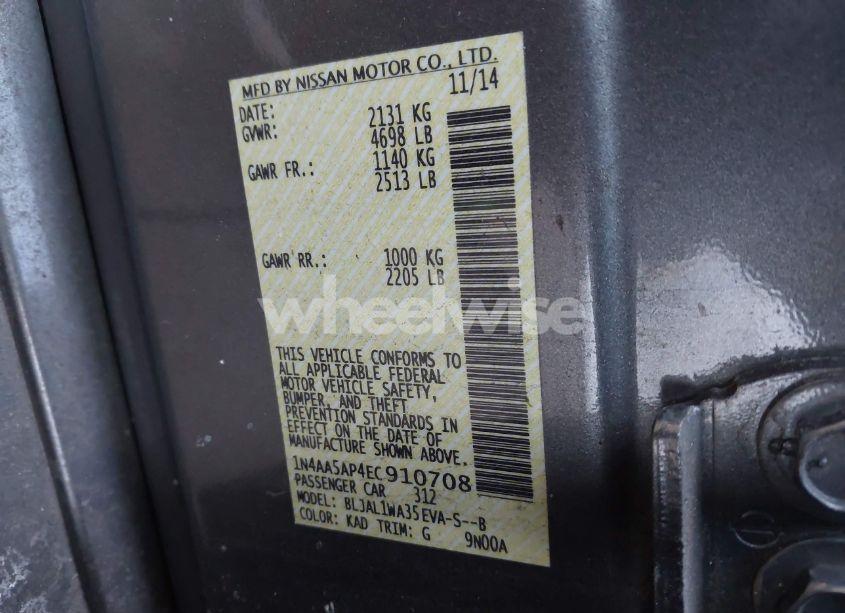 MFD BY NISSAN MOTOR CO., LTD.
DATE: 11/14
GVWR: 2131 KG
4698 LB
GAWR FR.: 1140 KG
2513 LB
GAWR RR.: 1000 KG
2205 LB
wheelwise
THIS VEHICLE CONFORMS TO
ALL APPLICABLE FEDERAL
MOTOR VEHICLE SAFETY,
BUMPER, AND THEFT
PREVENTION STANDARDS IN
EFFECT ON THE DATE OF
MANUFACTURE SHOWN ABOVE.
1N4AA5AP4EC910708
PASSENGER CAR 312
MODEL: BLJAL1WA35EVA-S--B
COLOR: KAD TRIM: G 9N00A